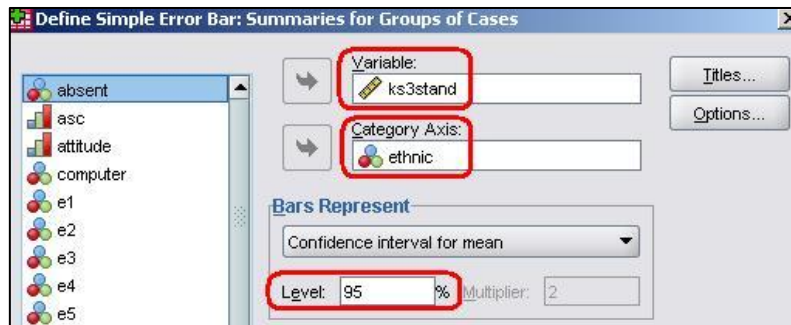 Define Simple Error Bar: Summaries for Groups of Cases
absent
asc
attitude
computer
e1
e2
e3
e4
e5
Variable:
ks3stand
Category Axis:
ethnic
Bars Represent
Confidence interval for mean
Level: 95 % Multiplier: 2
Titles...
Options...